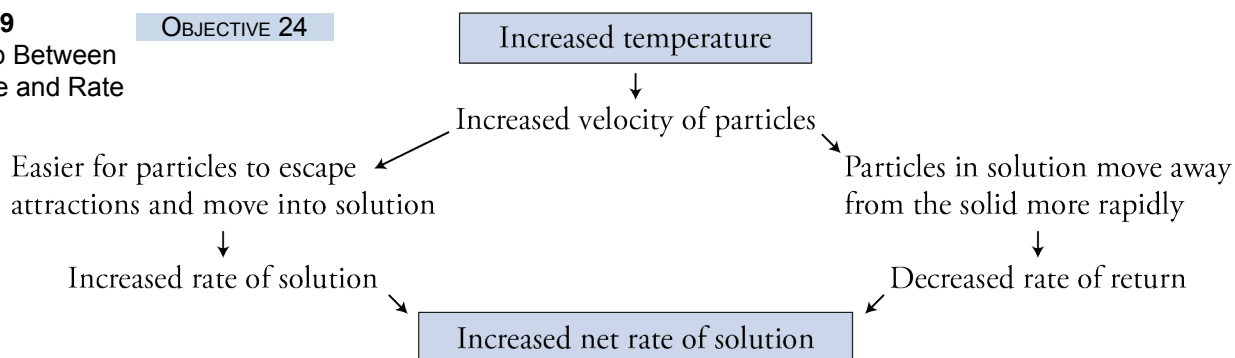 9
OBJECTIVE 24
Between
and Rate
Increased temperature
Increased velocity of particles
Easier for particles to escape
attractions and move into solution
Particles in solution move away
from the solid more rapidly
Increased rate of solution
Decreased rate of return
Increased net rate of solution